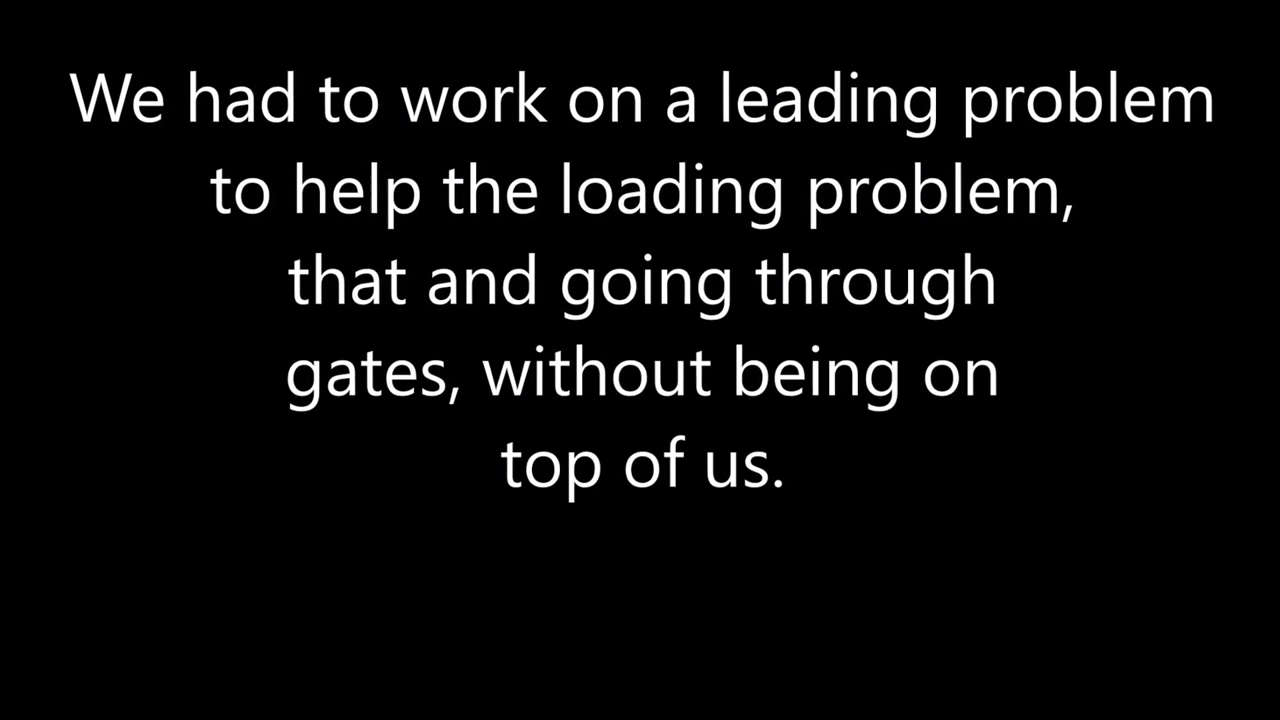 We had to work on a leading problem
to help the loading problem,
that and going through
gates, without being on
top of us.